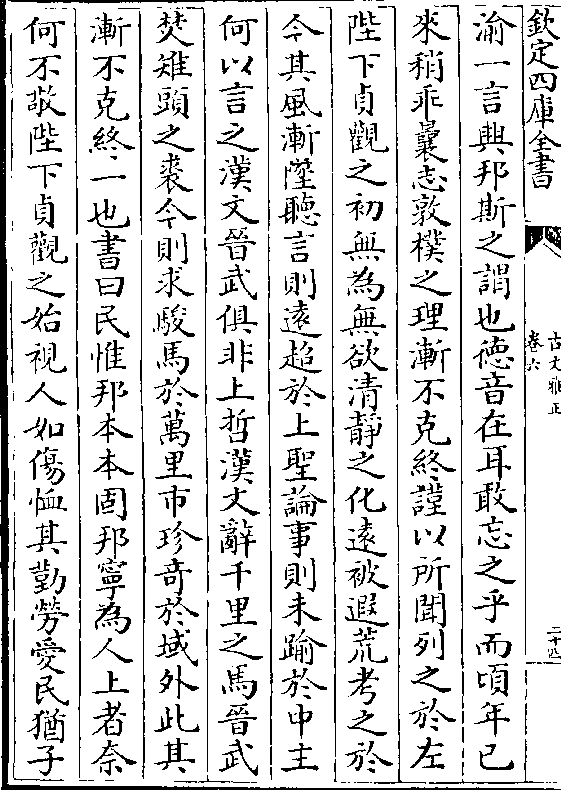 欽定四庫全書
古文雅正
卷六
二十四
渝一言興邦斯之謂也徳音在耳敢忘之乎而頃年已
來稍乖曩志敦樸之理漸不克終謹以所聞列之於左
陛下貞觀之初無為無欲清靜之化遠被遐荒考之於
今其風漸墜聽言則遠超於上聖論事則未踰於中主
何以言之漢文晉武俱非上哲漢文辭千里之馬晉武
焚雉頭之裘今則求駿馬於萬里市珍奇於域外此其
漸不克終一也書曰民惟邦本本固邦寧為人上者奈
何不敬陛下貞觀之始視人如傷恤其勤勞愛民猶子